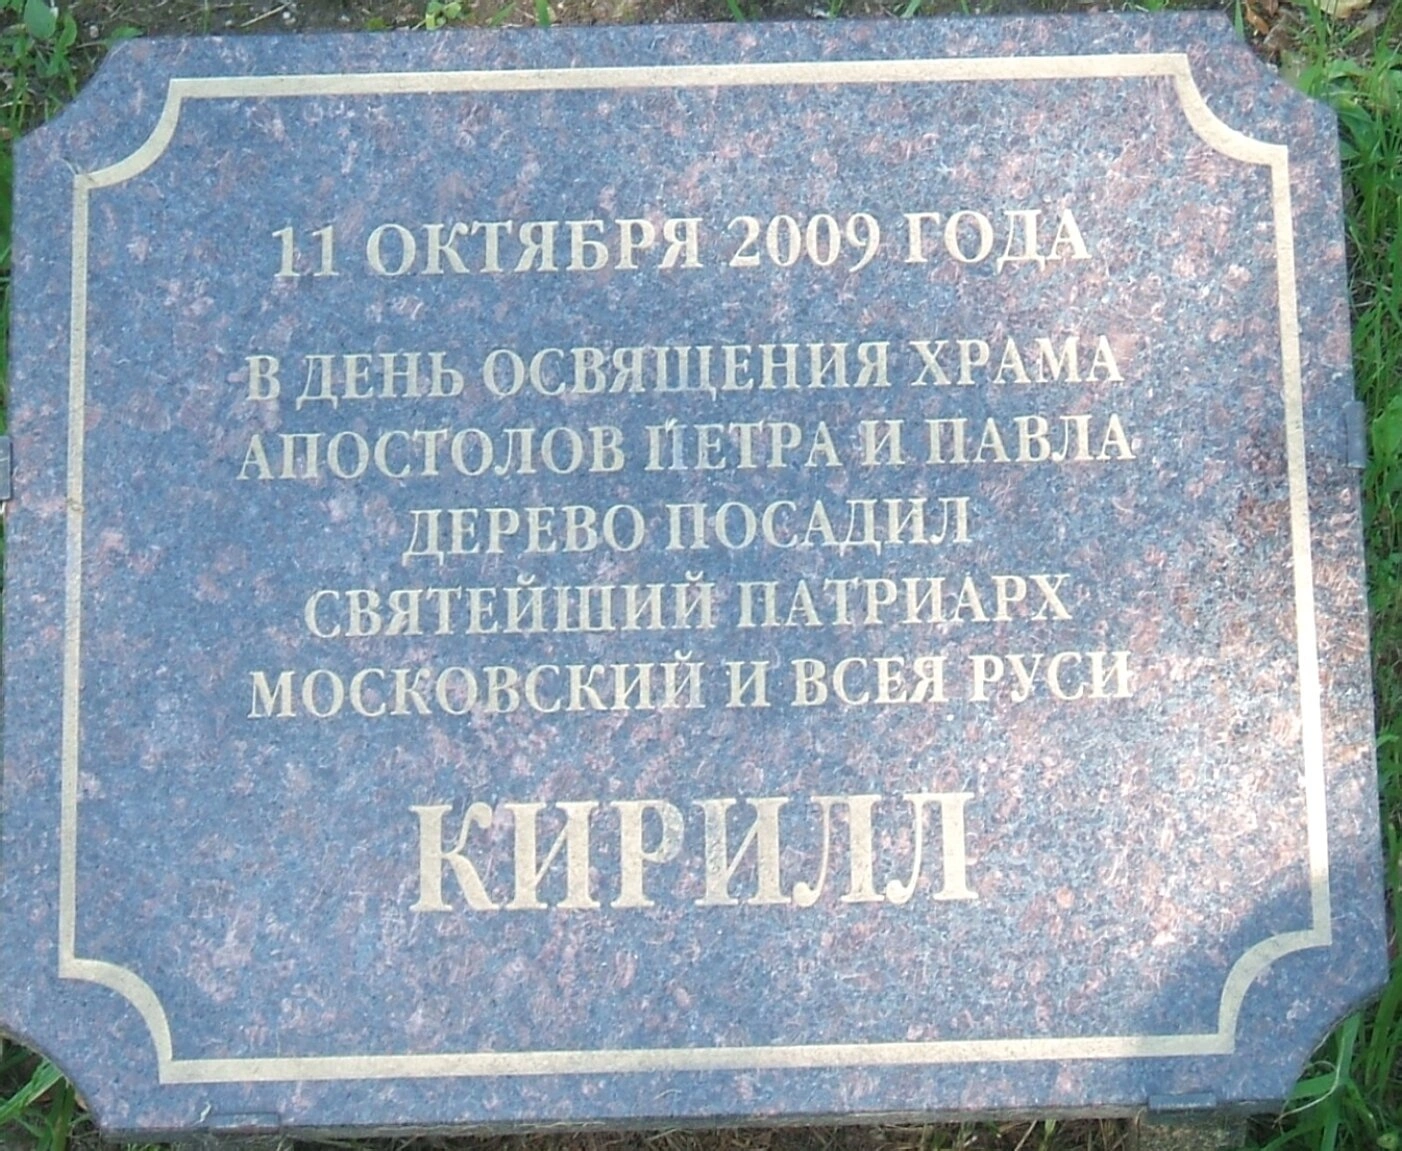 11 ОКТЯБРЯ 2009 ГОДА
В ДЕНЬ ОСВЯЩЕНИЯ ХРАМА
АПОСТОЛОВ ПЕТРА И ПАВЛА
ДЕРЕВО ПОСАДИЛ
СВЯТЕЙШИЙ ПАТРИАРХ
МОСКОВСКИЙ И ВСЕЯ РУСИ
КИРИЛЛ